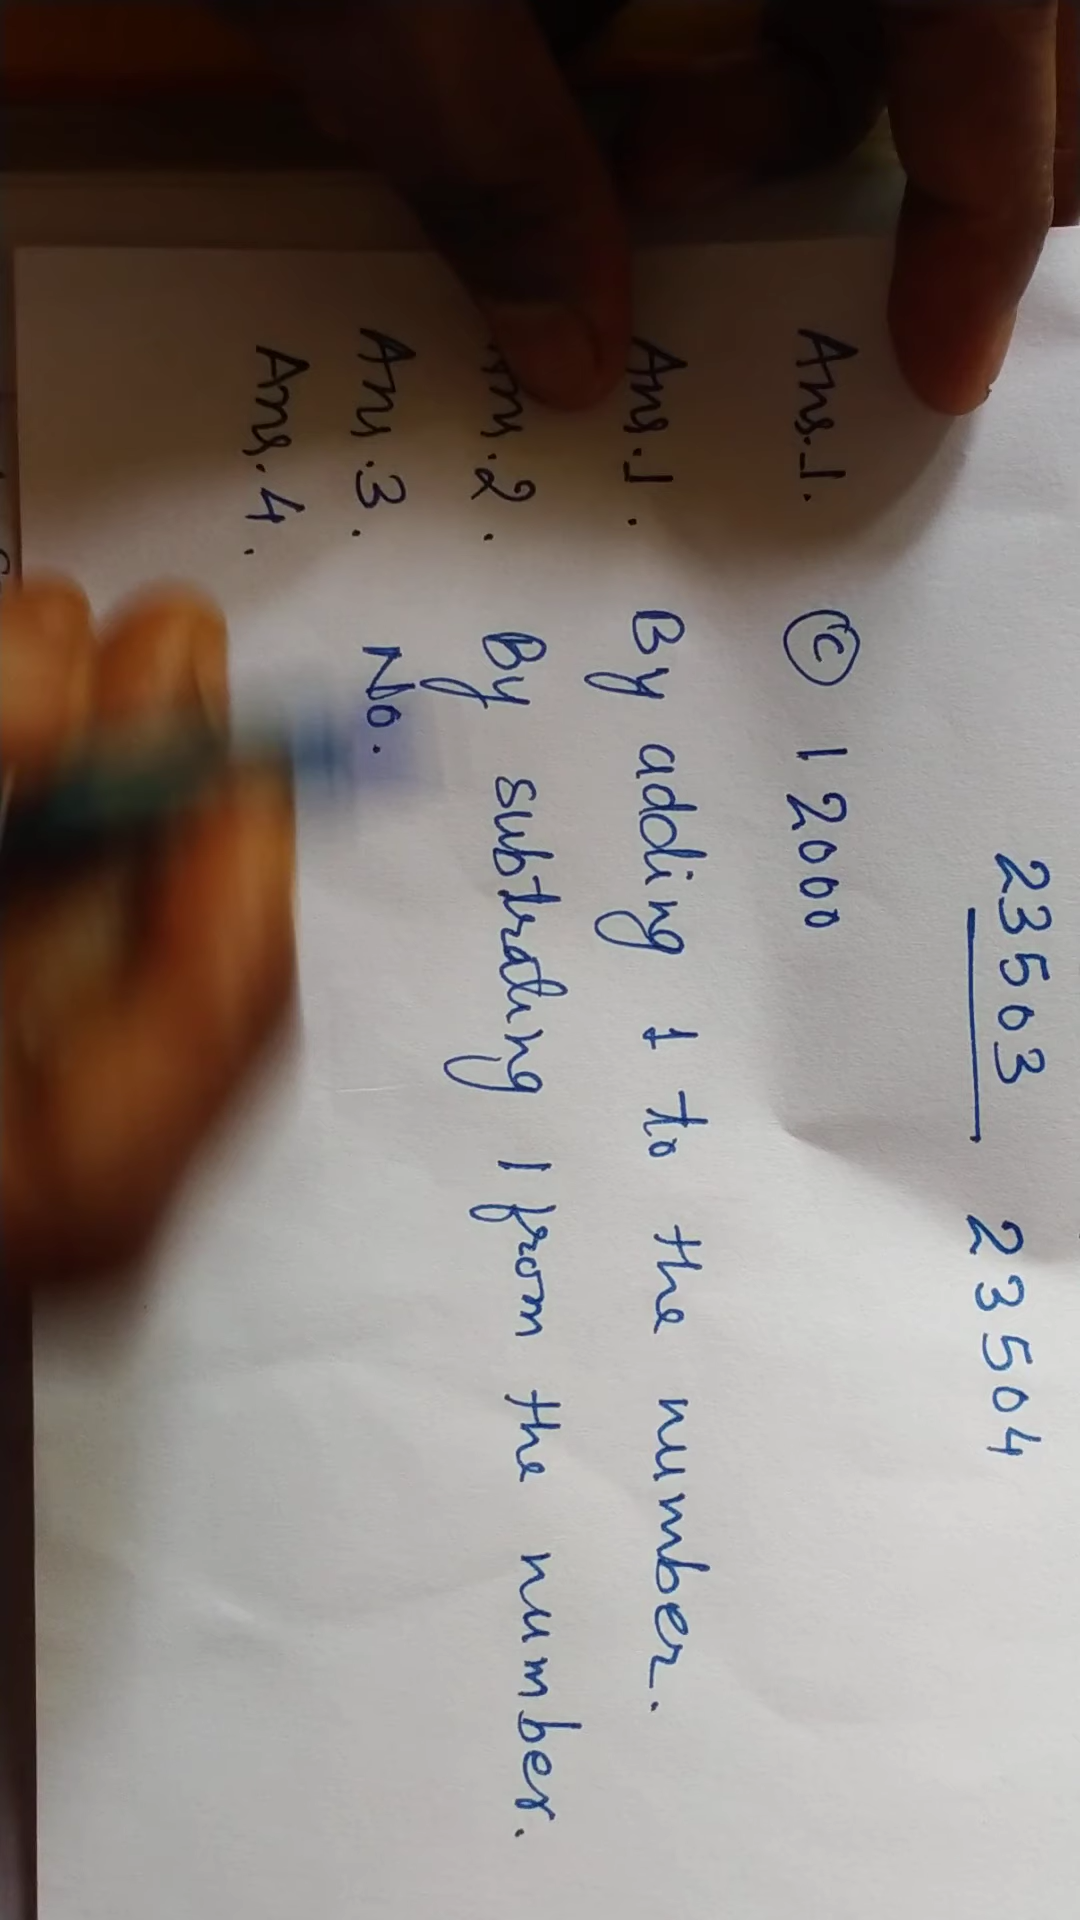 23503 23504
Ans.1. (c) 12000
Ans.1. By adding 1 to the number.
Ans.2. By substrating 1 from the number.
Ans.3. No.
Ans.4.